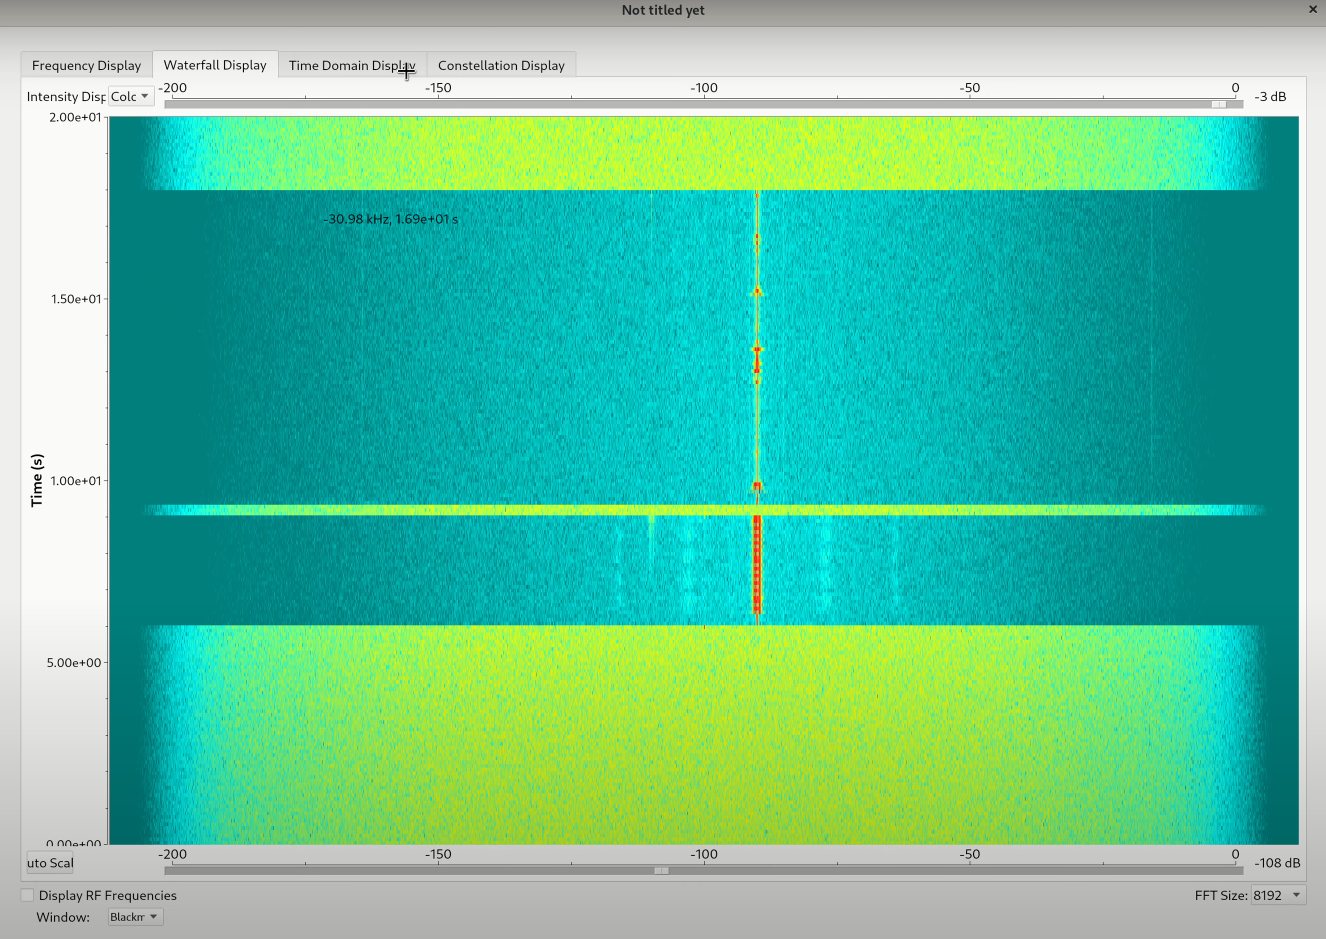 Not titled yet
Frequency Display Waterfall Display Time Domain Display Constellation Display
Intensity Disp Colc -200 -150 -100 -50 0 -3 dB
2.00e+01
-30.98 kHz, 1.69e+01 s
1.50e+01
Time (s)
1.00e+01
5.00e+00
0.00e+00
uto Scal -200 -150 -100 -50 0 -108 dB
Display RF Frequencies FFT Size: 8192
Window: Blackm